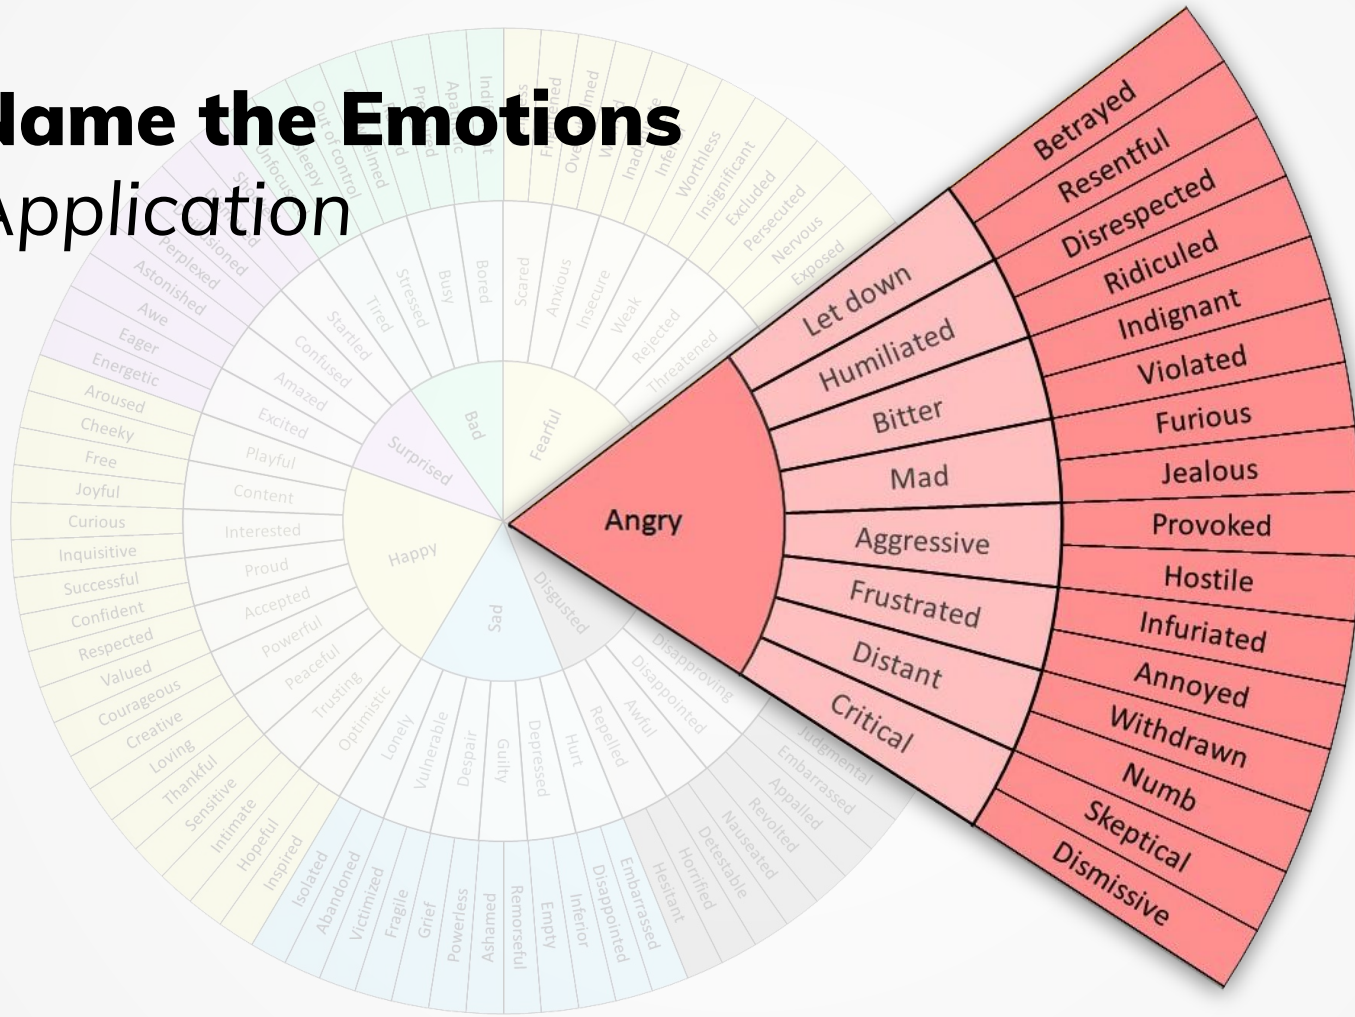 Name the Emotions
Application
Angry
Let down
Humiliated
Bitter
Mad
Aggressive
Frustrated
Distant
Critical
Betrayed
Resentful
Disrespected
Ridiculed
Indignant
Violated
Furious
Jealous
Provoked
Hostile
Infuriated
Annoyed
Withdrawn
Numb
Skeptical
Dismissive
Fearful
Scared
Anxious
Insecure
Weak
Rejected
Threatened
Worthless
Insignificant
Excluded
Persecuted
Nervous
Exposed
Bad
Bored
Busy
Stressed
Tired
Out of control
Surprised
Startled
Confused
Amazed
Excited
Perplexed
Astonished
Awe
Eager
Energetic
Happy
Playful
Content
Interested
Proud
Accepted
Powerful
Peaceful
Trusting
Optimistic
Aroused
Cheeky
Free
Joyful
Curious
Inquisitive
Successful
Confident
Respected
Valued
Courageous
Creative
Loving
Thankful
Sensitive
Intimate
Hopeful
Inspired
Sad
Lonely
Vulnerable
Despair
Guilty
Depressed
Hurt
Isolated
Abandoned
Victimized
Fragile
Grief
Powerless
Ashamed
Remorseful
Empty
Inferior
Disappointed
Embarrassed
Disgusted
Repelled
Awful
Disappointed
Disapproving
Hesitant
Horrified
Detestable
Nauseated
Revolted
Appalled
Embarrassed
Judgmental